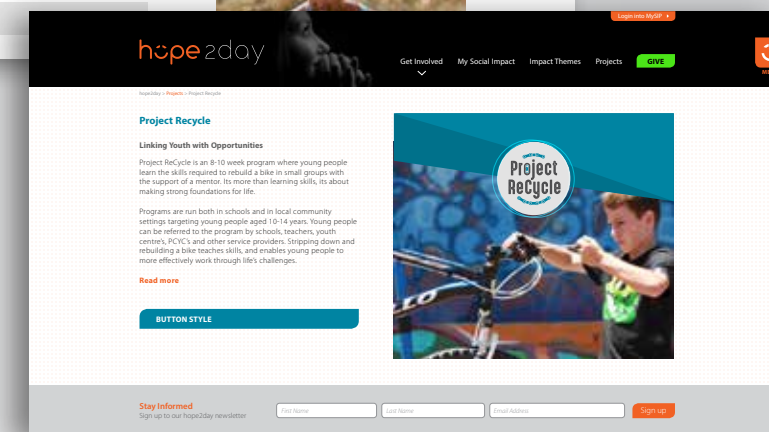 Login into MySIP
hope2day
Get Involved
My Social Impact
Impact Themes
Projects
GIVE
hope2day > Projects > Project Recycle
Project Recycle
Linking Youth with Opportunities
Project ReCycle is an 8-10 week program where young people
learn the skills required to rebuild a bike in small groups with
the support of a mentor. Its more than learning skills, its about
making strong foundations for life.
Programs are run both in schools and in local community
settings targeting young people aged 10-14 years. Young people
can be referred to the program by schools, teachers, youth
centre's, PCYC's and other service providers. Stripping down and
rebuilding a bike teaches skills, and enables young people to
more effectively work through life's challenges.
Read more
BUTTON STYLE
Project
ReCycle
Stay Informed
Sign up to our hope2day newsletter
First Name
Last Name
Email Address
Sign up